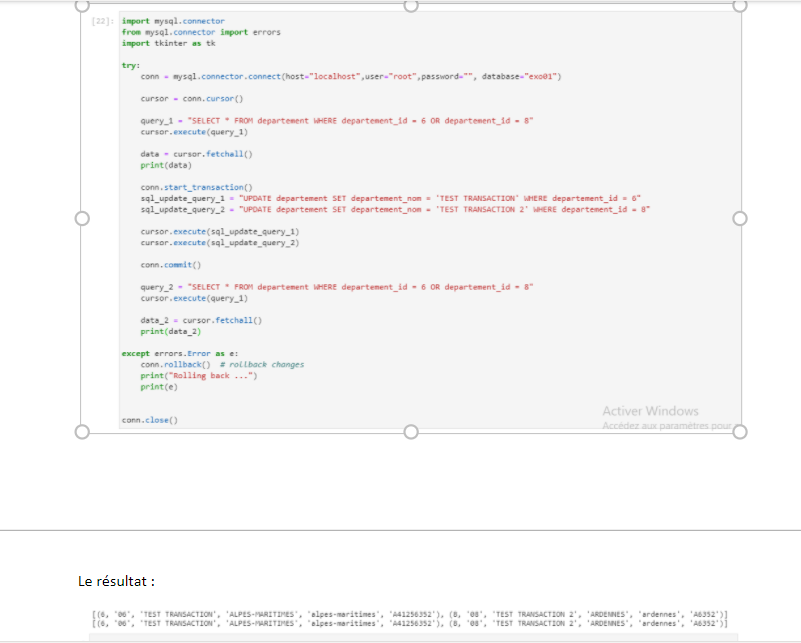 [22]: import mysql.connector
from mysql.connector import errors
import tkinter as tk
try:
conn = mysql.connector.connect(host="localhost",user="root",password="", database="exo01")
cursor = conn.cursor()
query_1 = "SELECT * FROM departement WHERE departement_id = 6 OR departement_id = 8"
cursor.execute(query_1)
data = cursor.fetchall()
print(data)
conn.start_transaction()
sql_update_query_1 = "UPDATE departement SET departement_nom = 'TEST TRANSACTION' WHERE departement_id = 6"
sql_update_query_2 = "UPDATE departement SET departement_nom = 'TEST TRANSACTION 2' WHERE departement_id = 8"
cursor.execute(sql_update_query_1)
cursor.execute(sql_update_query_2)
conn.commit()
query_2 = "SELECT * FROM departement WHERE departement_id = 6 OR departement_id = 8"
cursor.execute(query_1)
data_2 = cursor.fetchall()
print(data_2)
except errors.Error as e:
conn.rollback() # rollback changes
print("Rolling back ...")
print(e)
conn.close()
Activer Windows
Accédez aux paramètres pour
Le résultat :
[(6, '06', 'TEST TRANSACTION', 'ALPES-MARITIMES', 'alpes-maritimes', 'A41256352'), (8, '08', 'TEST TRANSACTION 2', 'ARDENNES', 'ardennes', 'A6352')]
[(6, '06', 'TEST TRANSACTION', 'ALPES-MARITIMES', 'alpes-maritimes', 'A41256352'), (8, '08', 'TEST TRANSACTION 2', 'ARDENNES', 'ardennes', 'A6352')]